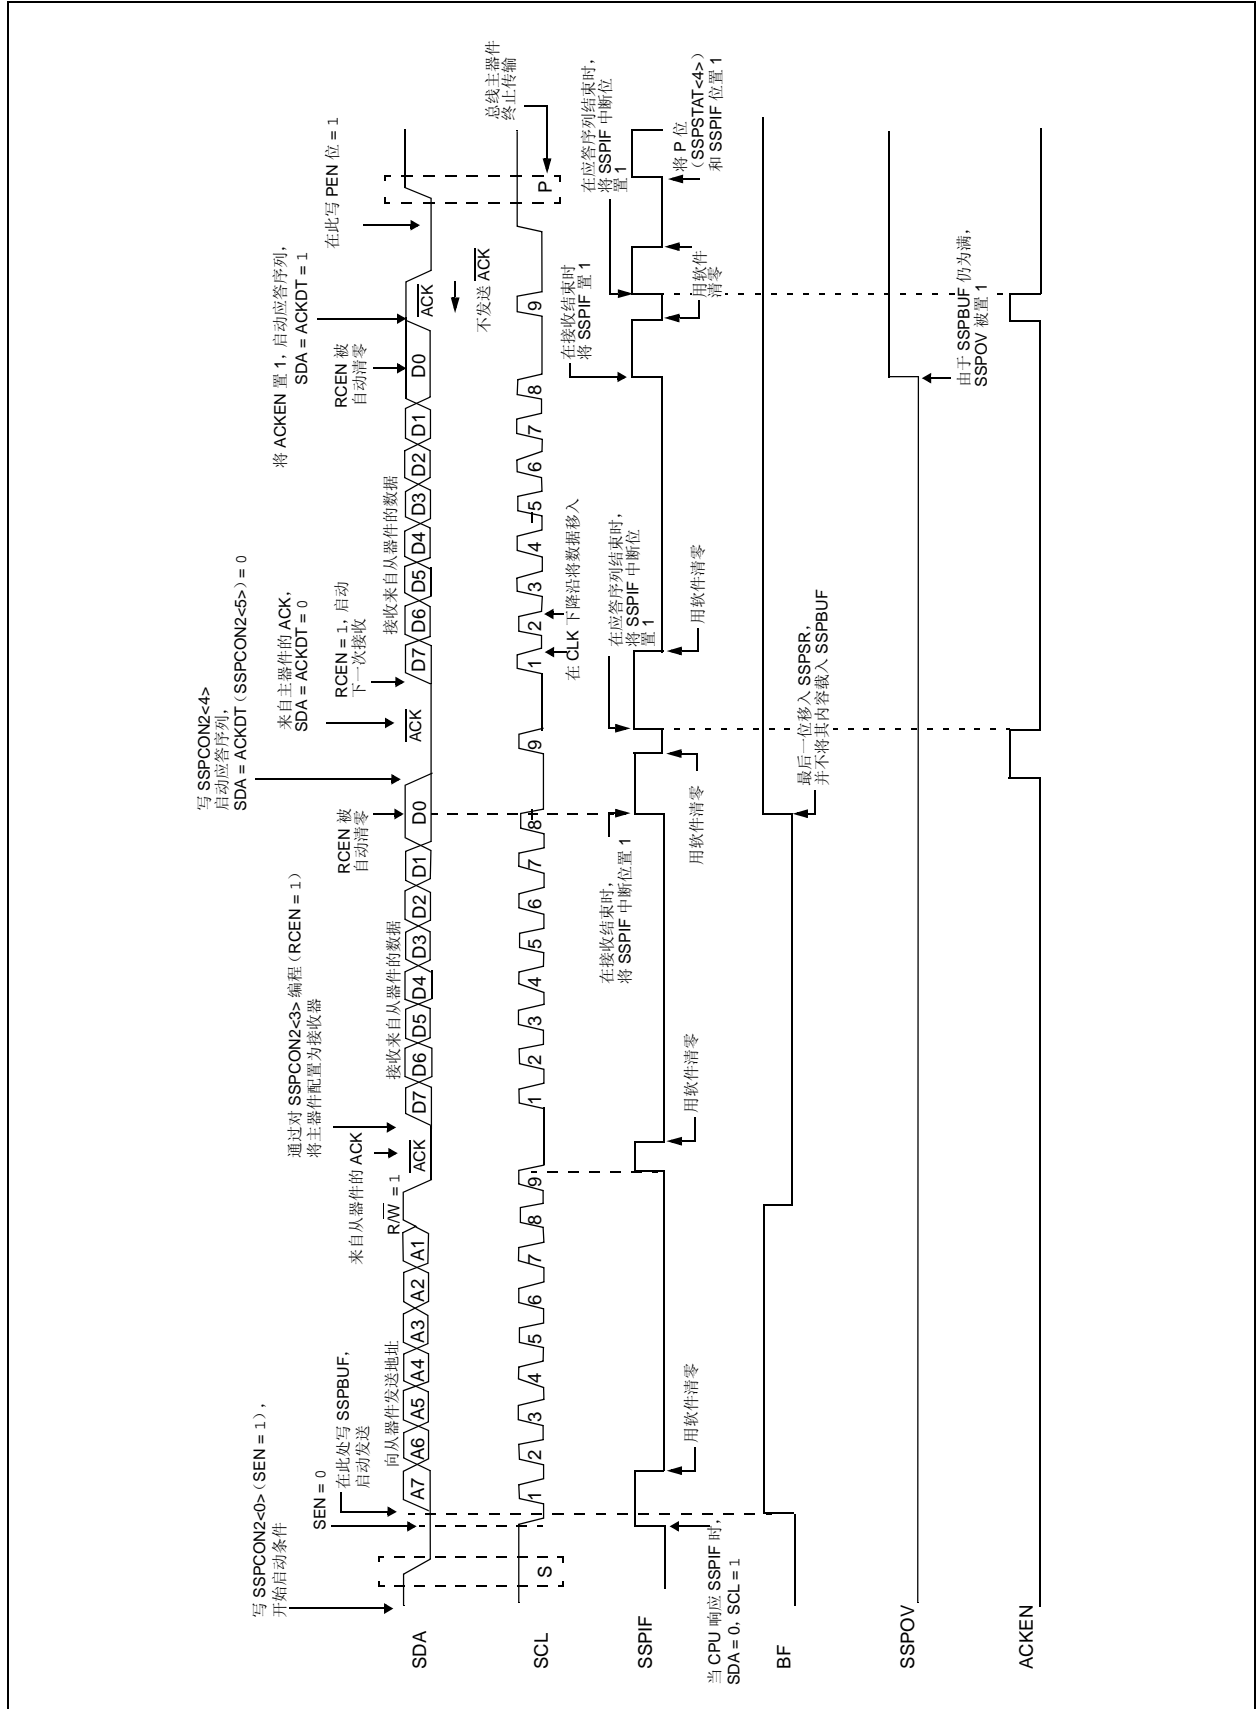 写 SSPCON2<0>(SEN = 1),
开始启动条件
SEN = 0
在此处写 SSPBUF,
启动发送
向从器件发送地址
来自从器件的 ACK
R/W = 1
通过对 SSPCON2<3> 编程(RCEN = 1)
将主器件配置为接收器
接收来自从器件的数据
RCEN 被
自动清零
写 SSPCON2<4>
启动应答序列,
SDA = ACKDT(SSPCON2<5>)= 0
来自主器件的 ACK,
SDA = ACKDT = 0
RCEN = 1,启动
下一次接收
接收来自从器件的数据
RCEN 被
自动清零
将 ACKEN 置 1,启动应答序列,
SDA = ACKDT = 1
在此写 PEN 位 = 1
SDA A7 A6 A5 A4 A3 A2 A1 ACK D7 D6 D5 D4 D3 D2 D1 D0 ACK D7 D6 D5 D4 D3 D2 D1 D0 ACK
不发送 ACK
总线主器件
终止传输
SCL S 1 2 3 4 5 6 7 8 9 1 2 3 4 5 6 7 8 9 1 2 3 4 5 6 7 8 9 P
在 CLK 下降沿将数据移入
SSPIF
当 CPU 响应 SSPIF 时,
SDA = 0, SCL = 1
用软件清零
用软件清零
在接收结束时,
将 SSPIF 中断位置 1
用软件清零
在应答序列结束时,
将 SSPIF 中断位
置 1
用软件清零
在接收结束时
将 SSPIF 置 1
用软件
清零
在应答序列结束时,
将 SSPIF 中断位
置 1
将 P 位
(SSPSTAT<4>)
和 SSPIF 位置 1
BF
最后一位移入 SSPSR,
并不将其内容载入 SSPBUF
SSPOV
由于 SSPBUF 仍为满,
SSPOV 被置 1
ACKEN